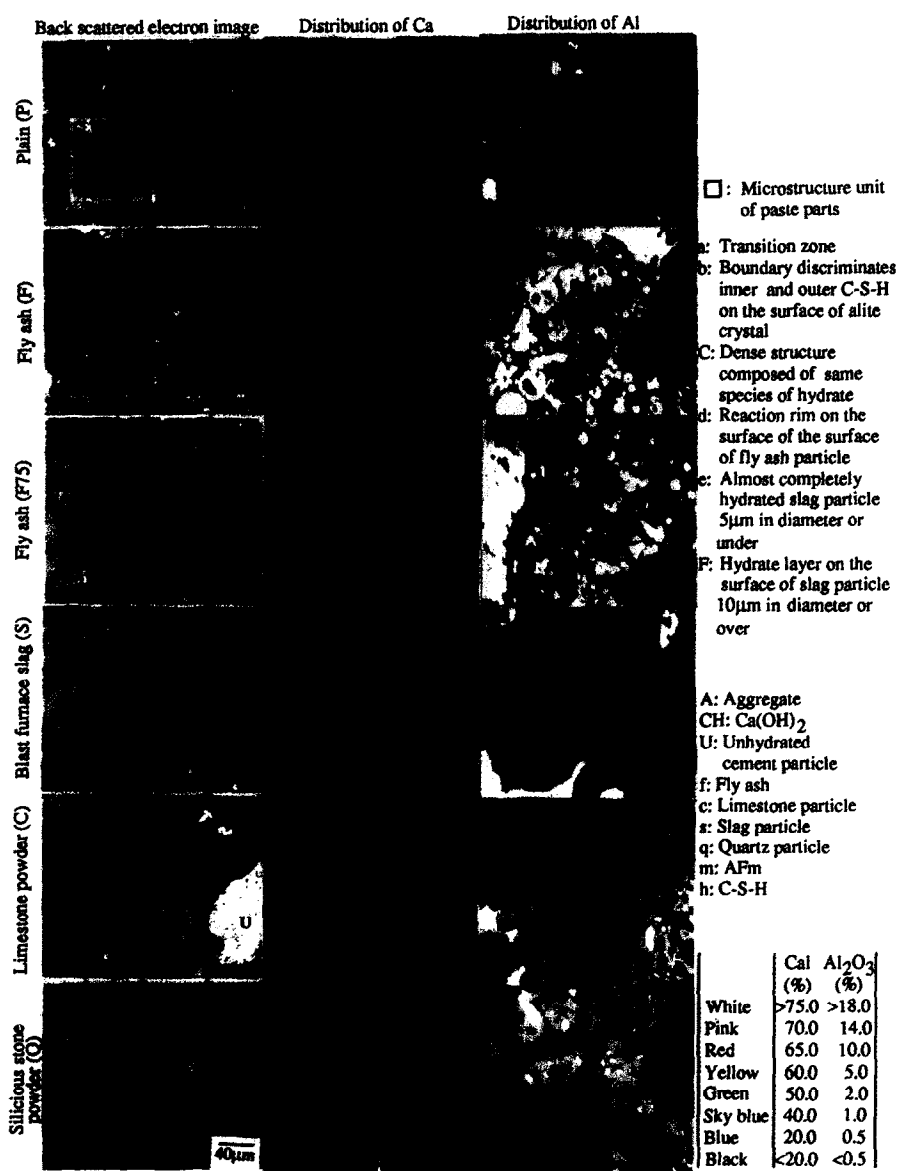 Back scattered electron image Distribution of Ca Distribution of Al
Plain (P)
Fly ash (F)
Fly ash (F75)
Blast furnace slag (S)
Limestone powder (C)
Silicious stone
powder (Q)
U
40μm
: Microstructure unit
of paste parts
a: Transition zone
b: Boundary discriminates
inner and outer C-S-H
on the surface of alite
crystal
C: Dense structure
composed of same
species of hydrate
d: Reaction rim on the
surface of the surface
of fly ash particle
e: Almost completely
hydrated slag particle
5μm in diameter or
under
F: Hydrate layer on the
surface of slag particle
10μm in diameter or
over
A: Aggregate
CH: Ca(OH)2
U: Unhydrated
cement particle
f: Fly ash
c: Limestone particle
s: Slag particle
q: Quartz particle
m: AFm
h: C-S-H
Cal Al2O3
(%) (%)
White >75.0 >18.0
Pink 70.0 14.0
Red 65.0 10.0
Yellow 60.0 5.0
Green 50.0 2.0
Sky blue 40.0 1.0
Blue 20.0 0.5
Black <20.0 <0.5